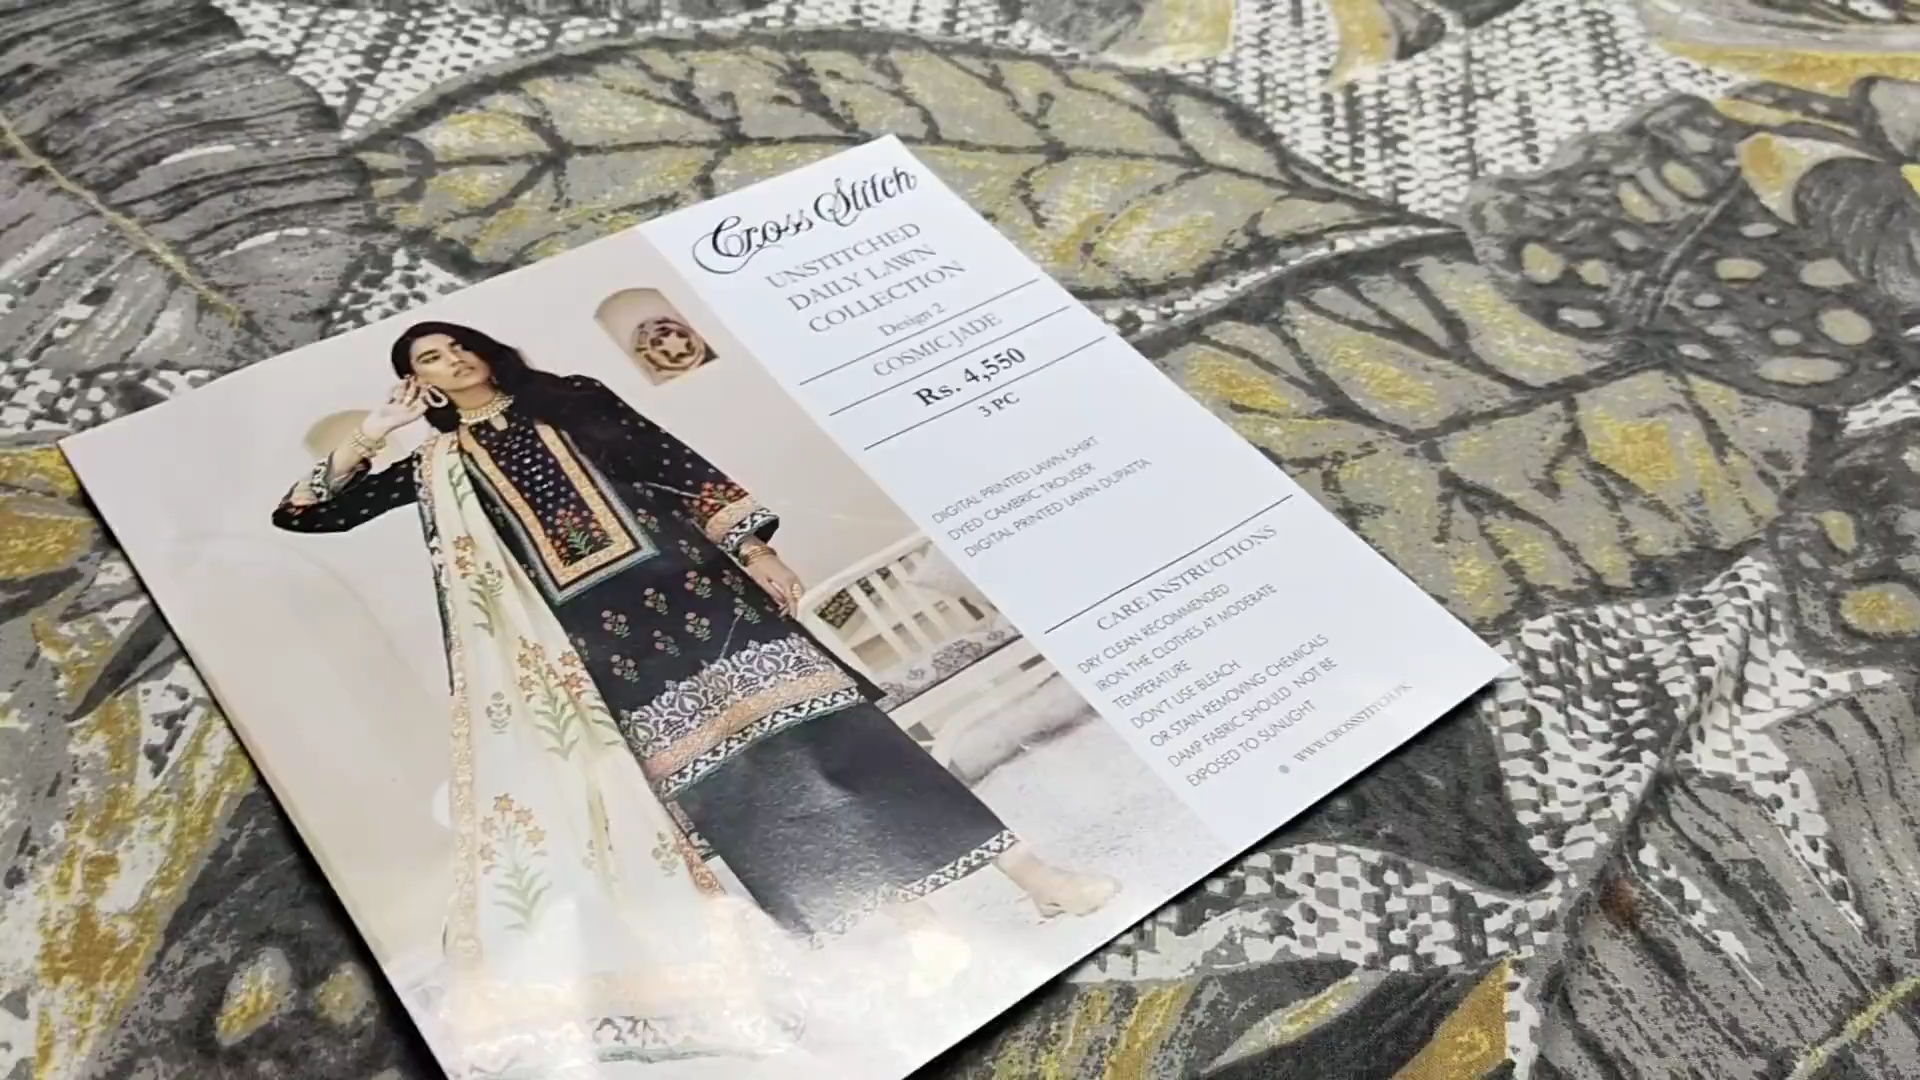 Cross Stitch
UNSTITCHED
DAILY LAWN
COLLECTION
Design 2
COSMIC JADE
Rs. 4,550
3 PC
DIGITAL PRINTED LAWN SHIRT
DYED CAMBRIC TROUSER
DIGITAL PRINTED LAWN DUPATTA
CARE INSTRUCTIONS
DRY CLEAN RECOMMENDED
IRON THE CLOTHES AT MODERATE
TEMPERATURE
DON'T USE BLEACH
OR STAIN REMOVING CHEMICALS
DAMP FABRIC SHOULD NOT BE
EXPOSED TO SUNLIGHT
WWW.CROSSSTITCH.PK